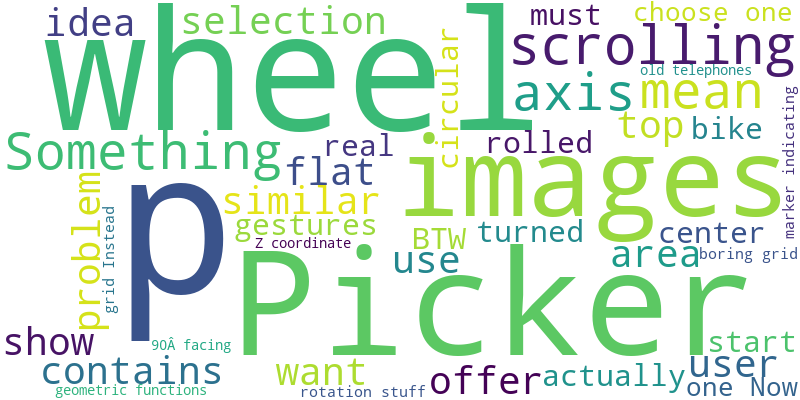 idea
selection
must
choose one
wheel
scrolling
circular
old telephones
axis
mean
marker indicating
top
bike
Something
real
rolled
flat
images
problem
p
similar
grid Instead
gestures
Z coordinate
BTW
turned
center
use
area
boring grid
Picker
show
90Â facing
start
contains
want
user
geometric functions
rotation stuff
offer
actually
one Now